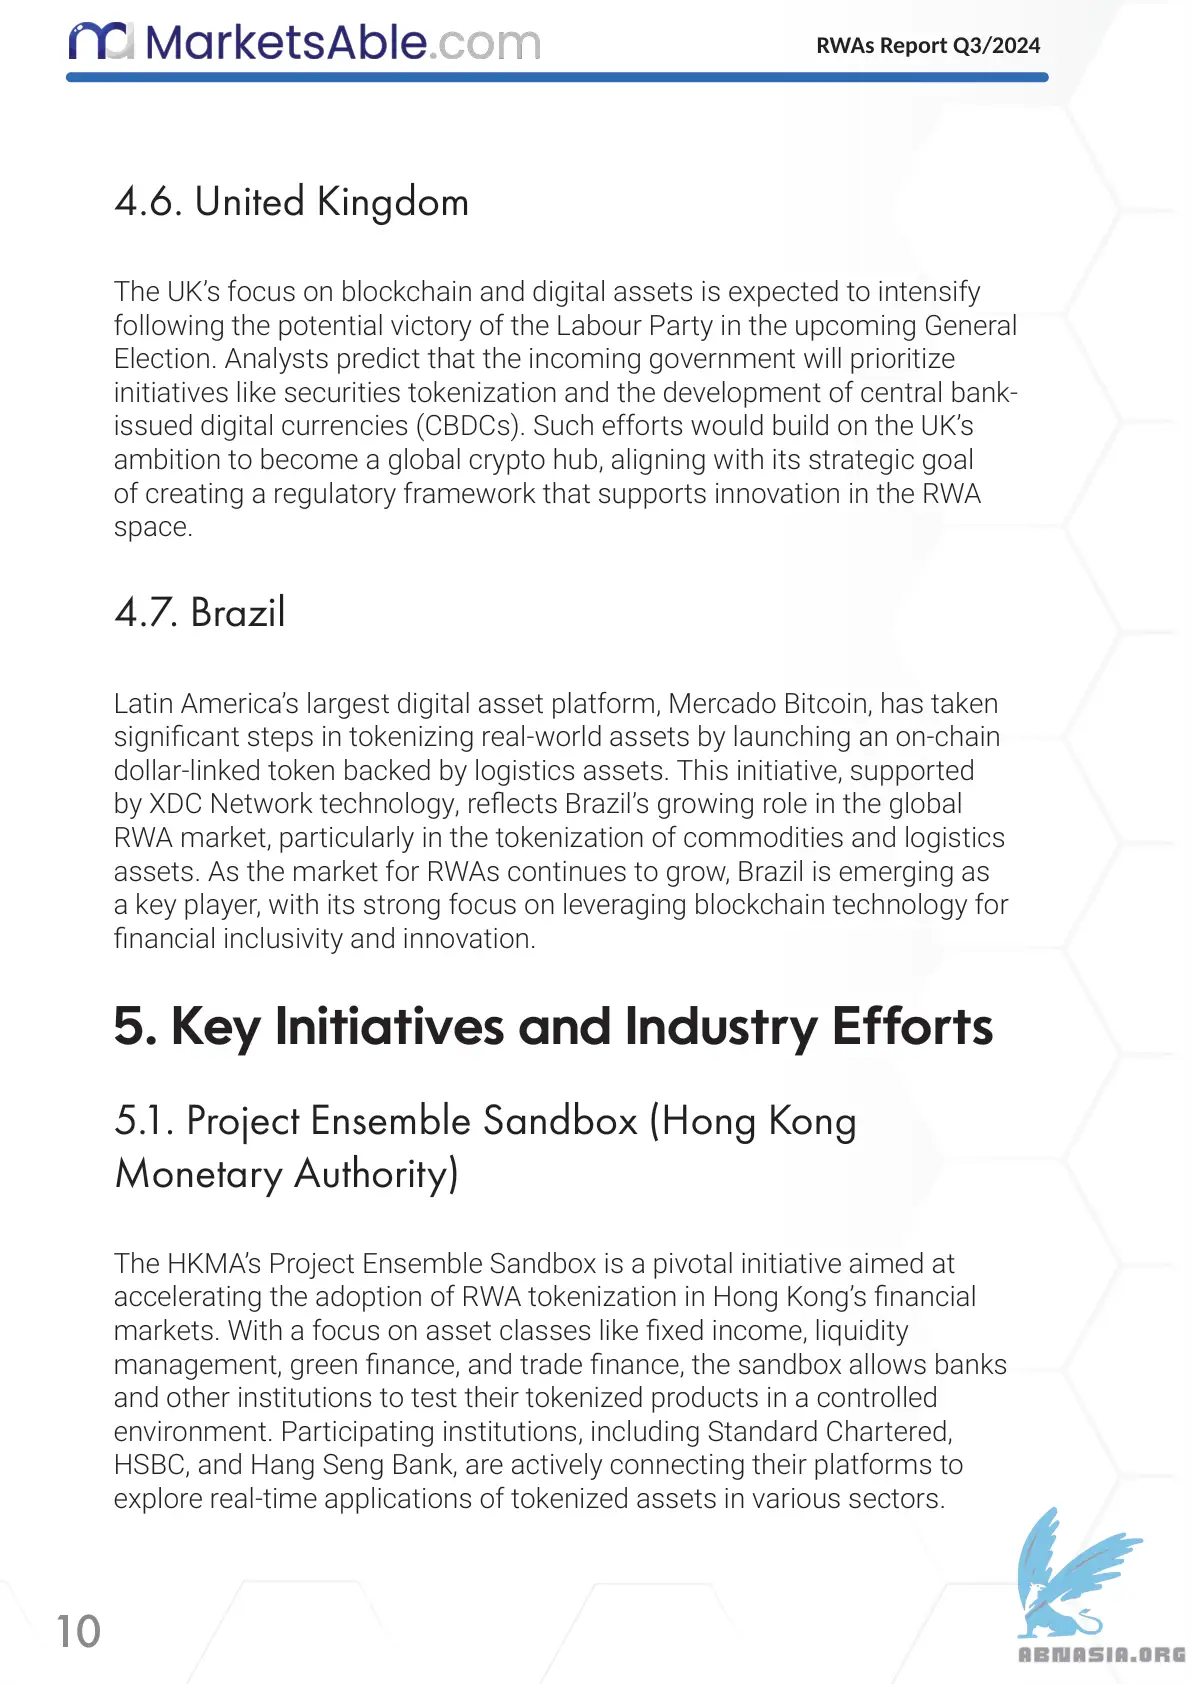 MarketsAble.com
RWAs Report Q3/2024
4.6. United Kingdom
The UK’s focus on blockchain and digital assets is expected to intensify
following the potential victory of the Labour Party in the upcoming General
Election. Analysts predict that the incoming government will prioritize
initiatives like securities tokenization and the development of central bank-
issued digital currencies (CBDCs). Such efforts would build on the UK’s
ambition to become a global crypto hub, aligning with its strategic goal
of creating a regulatory framework that supports innovation in the RWA
space.
4.7. Brazil
Latin America’s largest digital asset platform, Mercado Bitcoin, has taken
significant steps in tokenizing real-world assets by launching an on-chain
dollar-linked token backed by logistics assets. This initiative, supported
by XDC Network technology, reflects Brazil’s growing role in the global
RWA market, particularly in the tokenization of commodities and logistics
assets. As the market for RWAs continues to grow, Brazil is emerging as
a key player, with its strong focus on leveraging blockchain technology for
financial inclusivity and innovation.
5. Key Initiatives and Industry Efforts
5.1. Project Ensemble Sandbox (Hong Kong
Monetary Authority)
The HKMA’s Project Ensemble Sandbox is a pivotal initiative aimed at
accelerating the adoption of RWA tokenization in Hong Kong’s financial
markets. With a focus on asset classes like fixed income, liquidity
management, green finance, and trade finance, the sandbox allows banks
and other institutions to test their tokenized products in a controlled
environment. Participating institutions, including Standard Chartered,
HSBC, and Hang Seng Bank, are actively connecting their platforms to
explore real-time applications of tokenized assets in various sectors.
10
ABNASIA.ORG